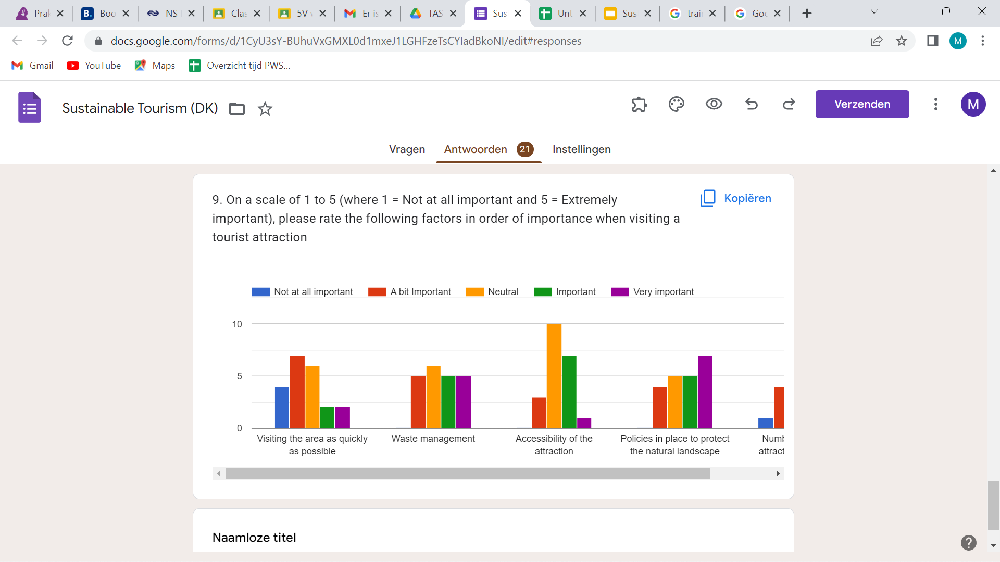 Pral
Boo
NS
Clas
5V
Er is
TAS
Sus
Unt
Sus
trai
Goc
docs.google.com/forms/d/1CyU3sY-BUhuVxGMXL0d1mxeJ1LGHFzeTsCYIadBkoNI/edit#responses
M
Gmail
YouTube
Maps
Overzicht tijd PWS...
Sustainable Tourism (DK)
Verzenden
M
Vragen
Antwoorden 21
Instellingen
9. On a scale of 1 to 5 (where 1 = Not at all important and 5 = Extremely
important), please rate the following factors in order of importance when visiting a
tourist attraction
Kopiëren
Not at all important
A bit Important
Neutral
Important
Very important
10
5
0
Visiting the area as quickly
as possible
Waste management
Accessibility of the
attraction
Policies in place to protect
the natural landscape
Numb
attract
Naamloze titel